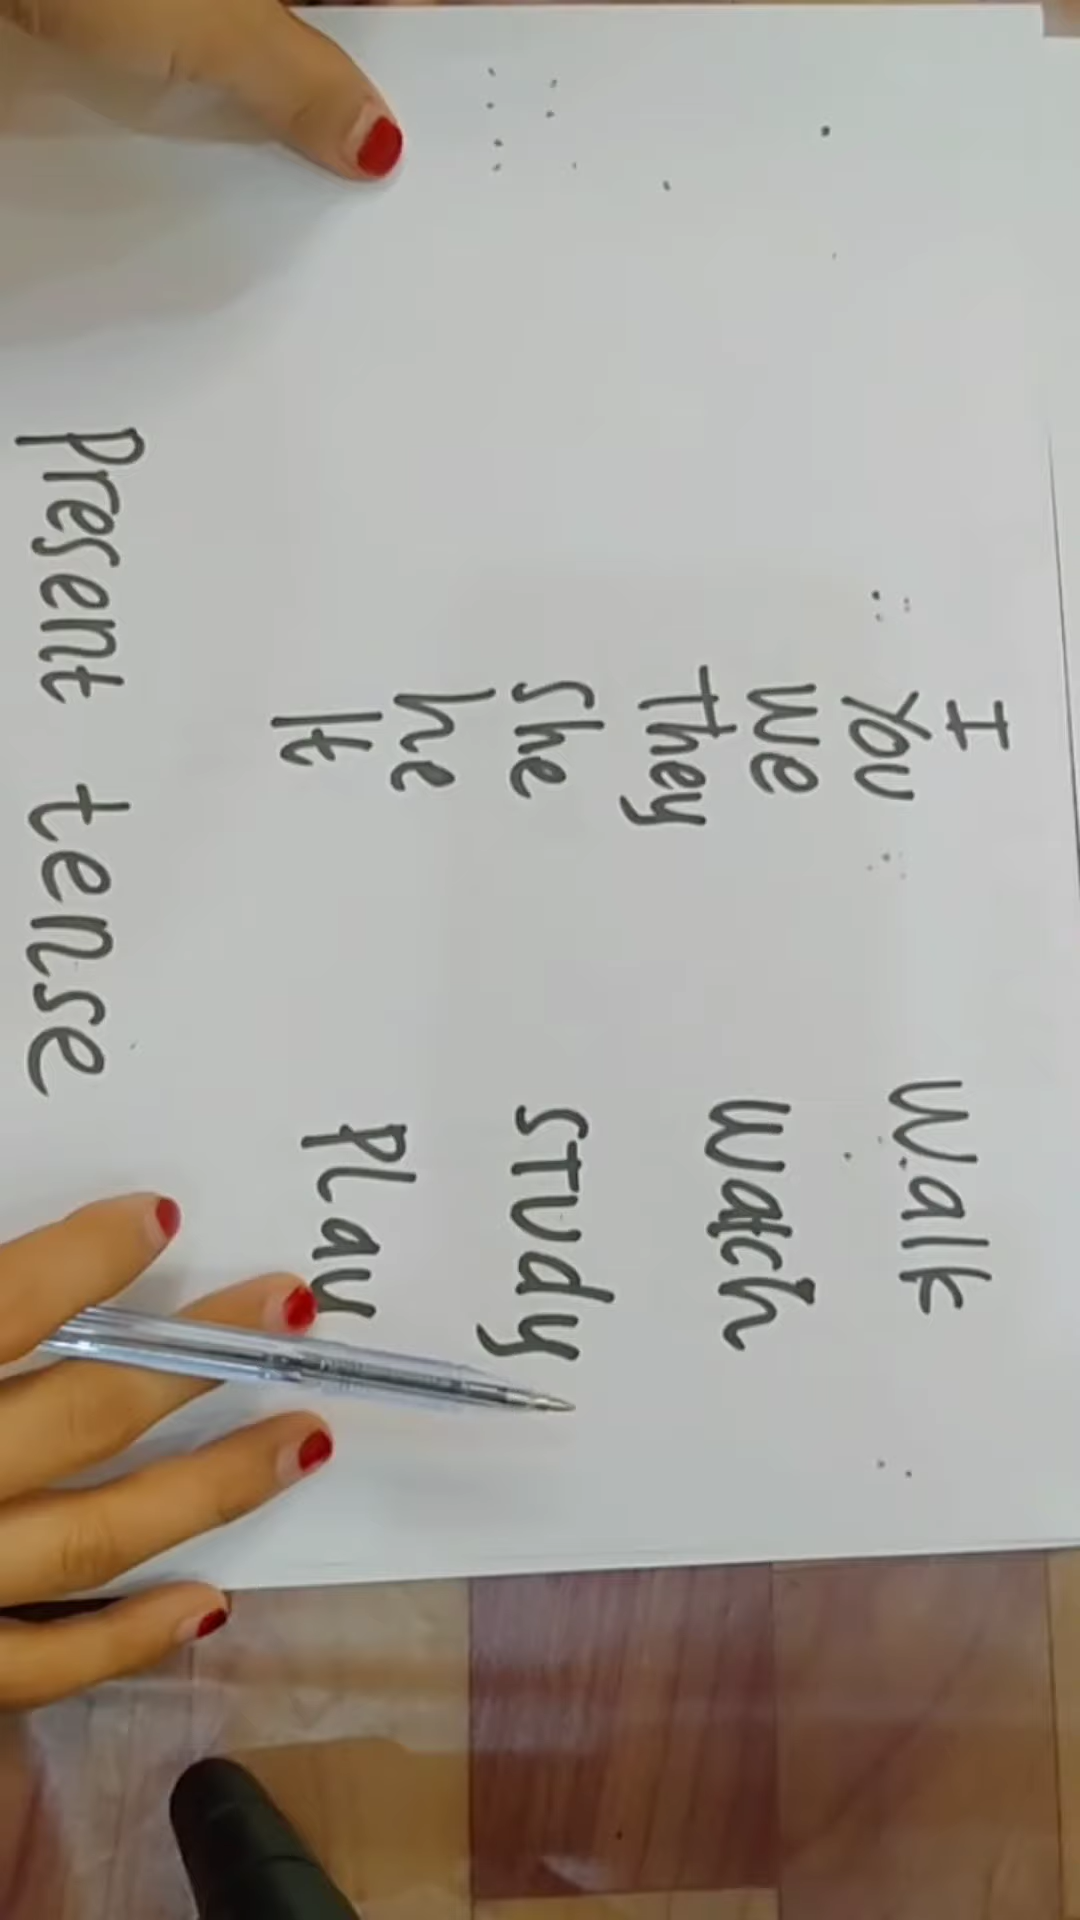 I
You
We
They
She
he
It
Walk
Watch
STUdy
Play
Present tense